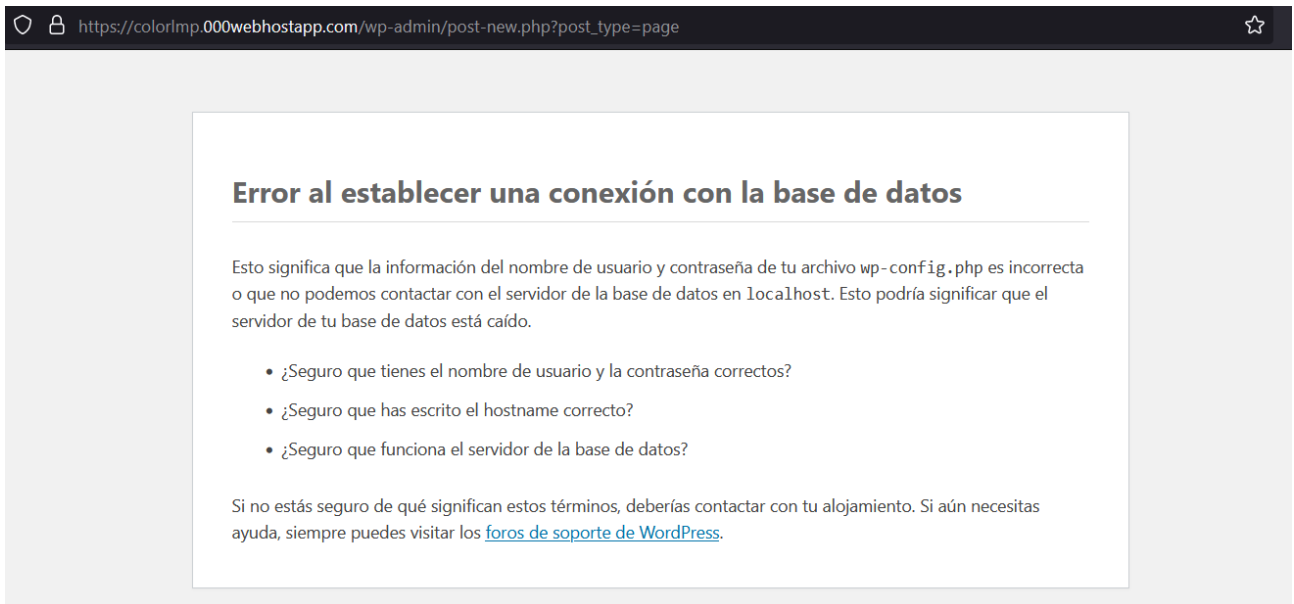 https://colorlmp.000webhostapp.com/wp-admin/post-new.php?post_type=page
Error al establecer una conexión con la base de datos
Esto significa que la información del nombre de usuario y contraseña de tu archivo wp-config.php es incorrecta
o que no podemos contactar con el servidor de la base de datos en localhost. Esto podría significar que el
servidor de tu base de datos está caído.
• ¿Seguro que tienes el nombre de usuario y la contraseña correctos?
• ¿Seguro que has escrito el hostname correcto?
• ¿Seguro que funciona el servidor de la base de datos?
Si no estás seguro de qué significan estos términos, deberías contactar con tu alojamiento. Si aún necesitas
ayuda, siempre puedes visitar los foros de soporte de WordPress.